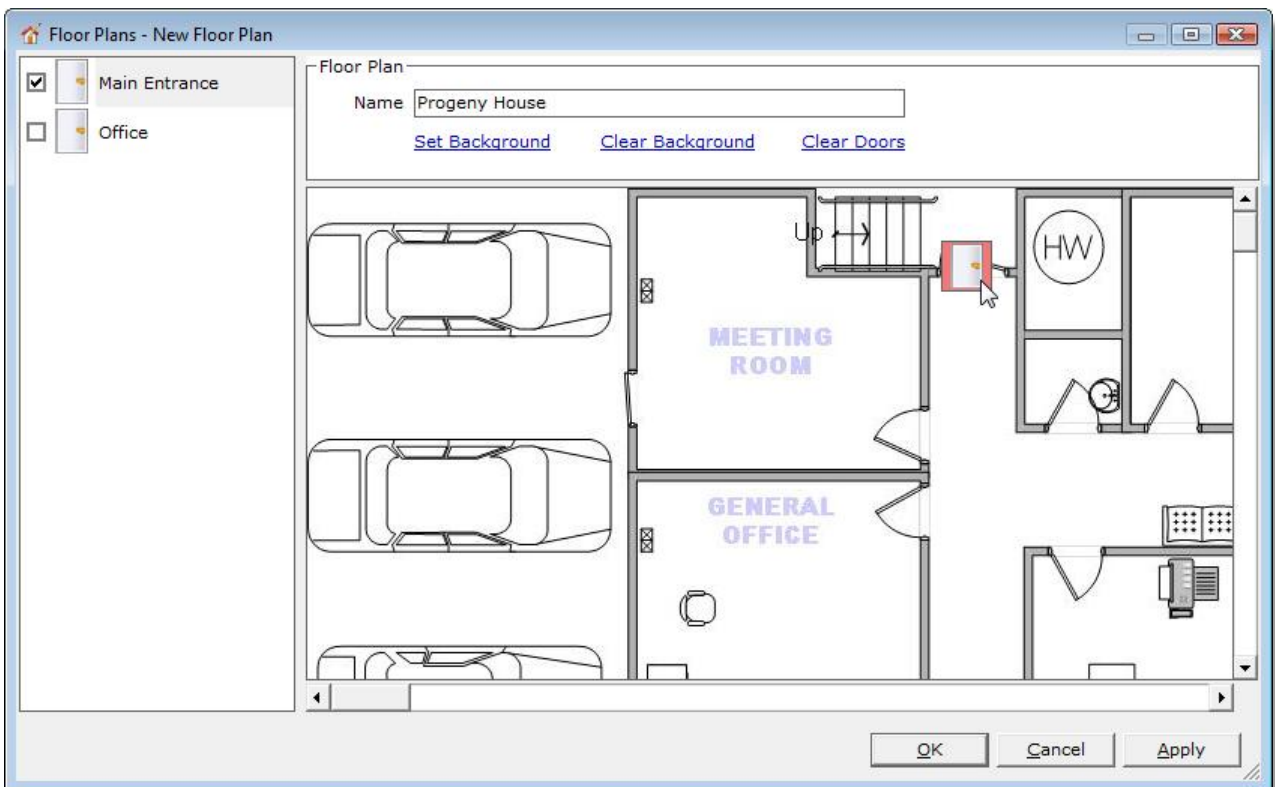 Floor Plans - New Floor Plan
Main Entrance
Office
Floor Plan
Name Progeny House
Set Background Clear Background Clear Doors
Up
HW
MEETING
ROOM
GENERAL
OFFICE
OK Cancel Apply